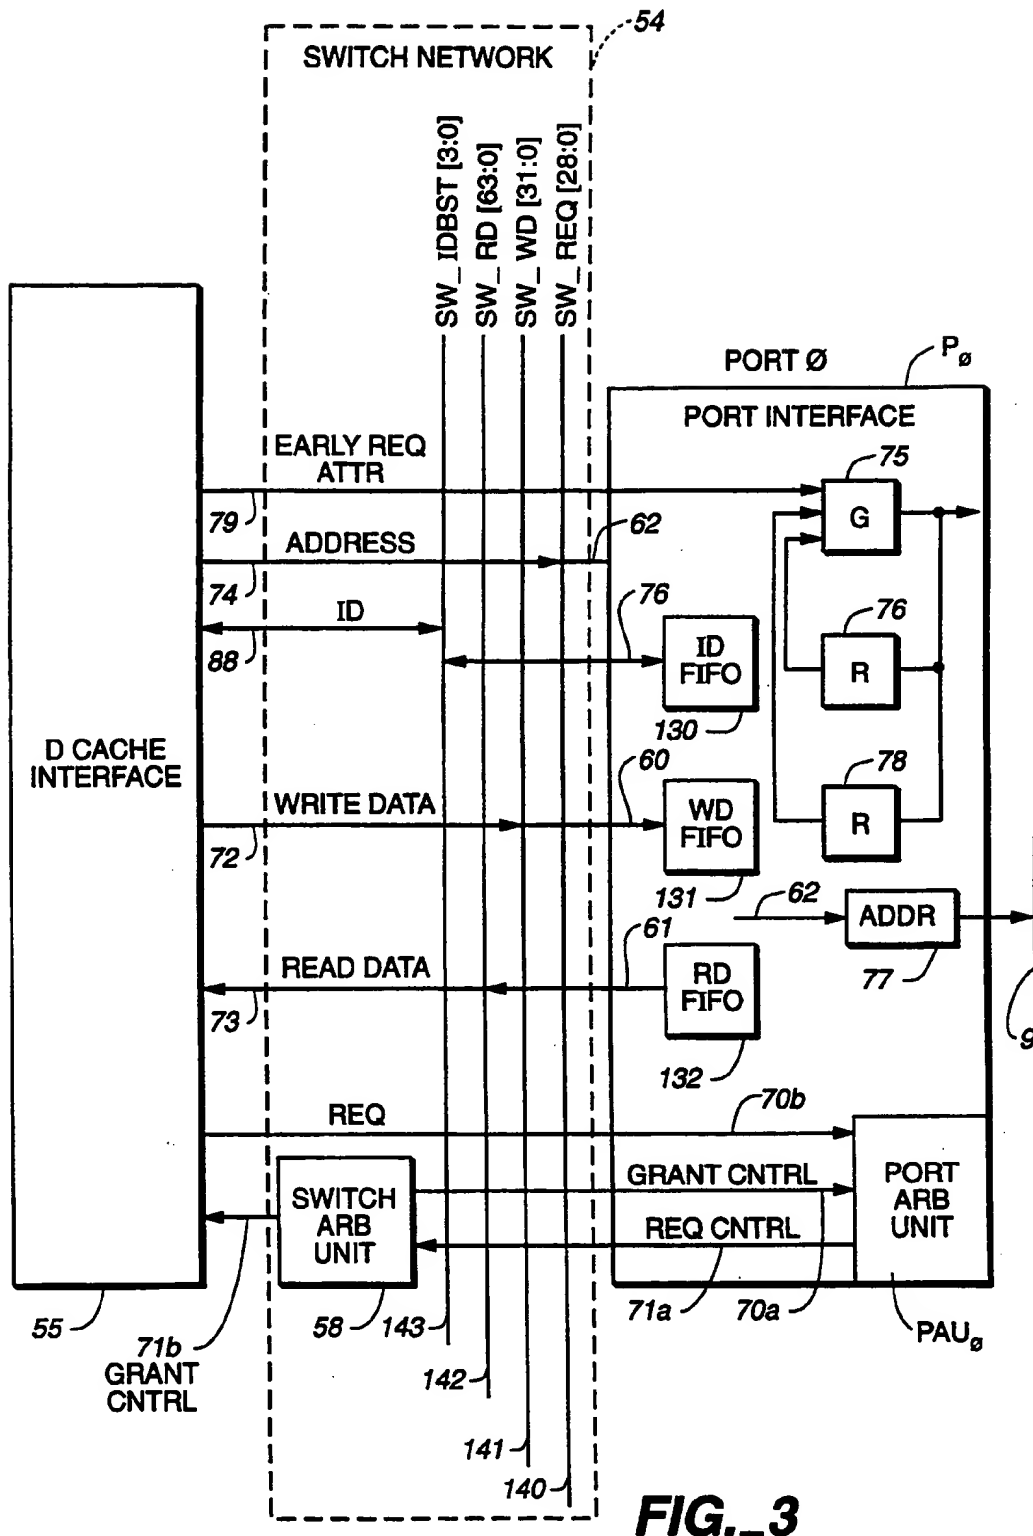 54
SWITCH NETWORK
SW_IDBST [3:0]
SW_RD [63:0]
SW_WD [31:0]
SW_REQ [28:0]
PORT Ø
Pø
PORT INTERFACE
EARLY REQ
ATTR
79
75
G
ADDRESS
74
62
ID
88
76
ID
FIFO
130
76
R
D CACHE
INTERFACE
WRITE DATA
72
60
WD
FIFO
131
78
R
62
ADDR
77
READ DATA
73
61
RD
FIFO
132
9
REQ
70b
SWITCH
ARB
UNIT
GRANT CNTRL
REQ CNTRL
PORT
ARB
UNIT
55
71b
GRANT
CNTRL
58
143
142
141
140
71a
70a
PAUø
FIG._3